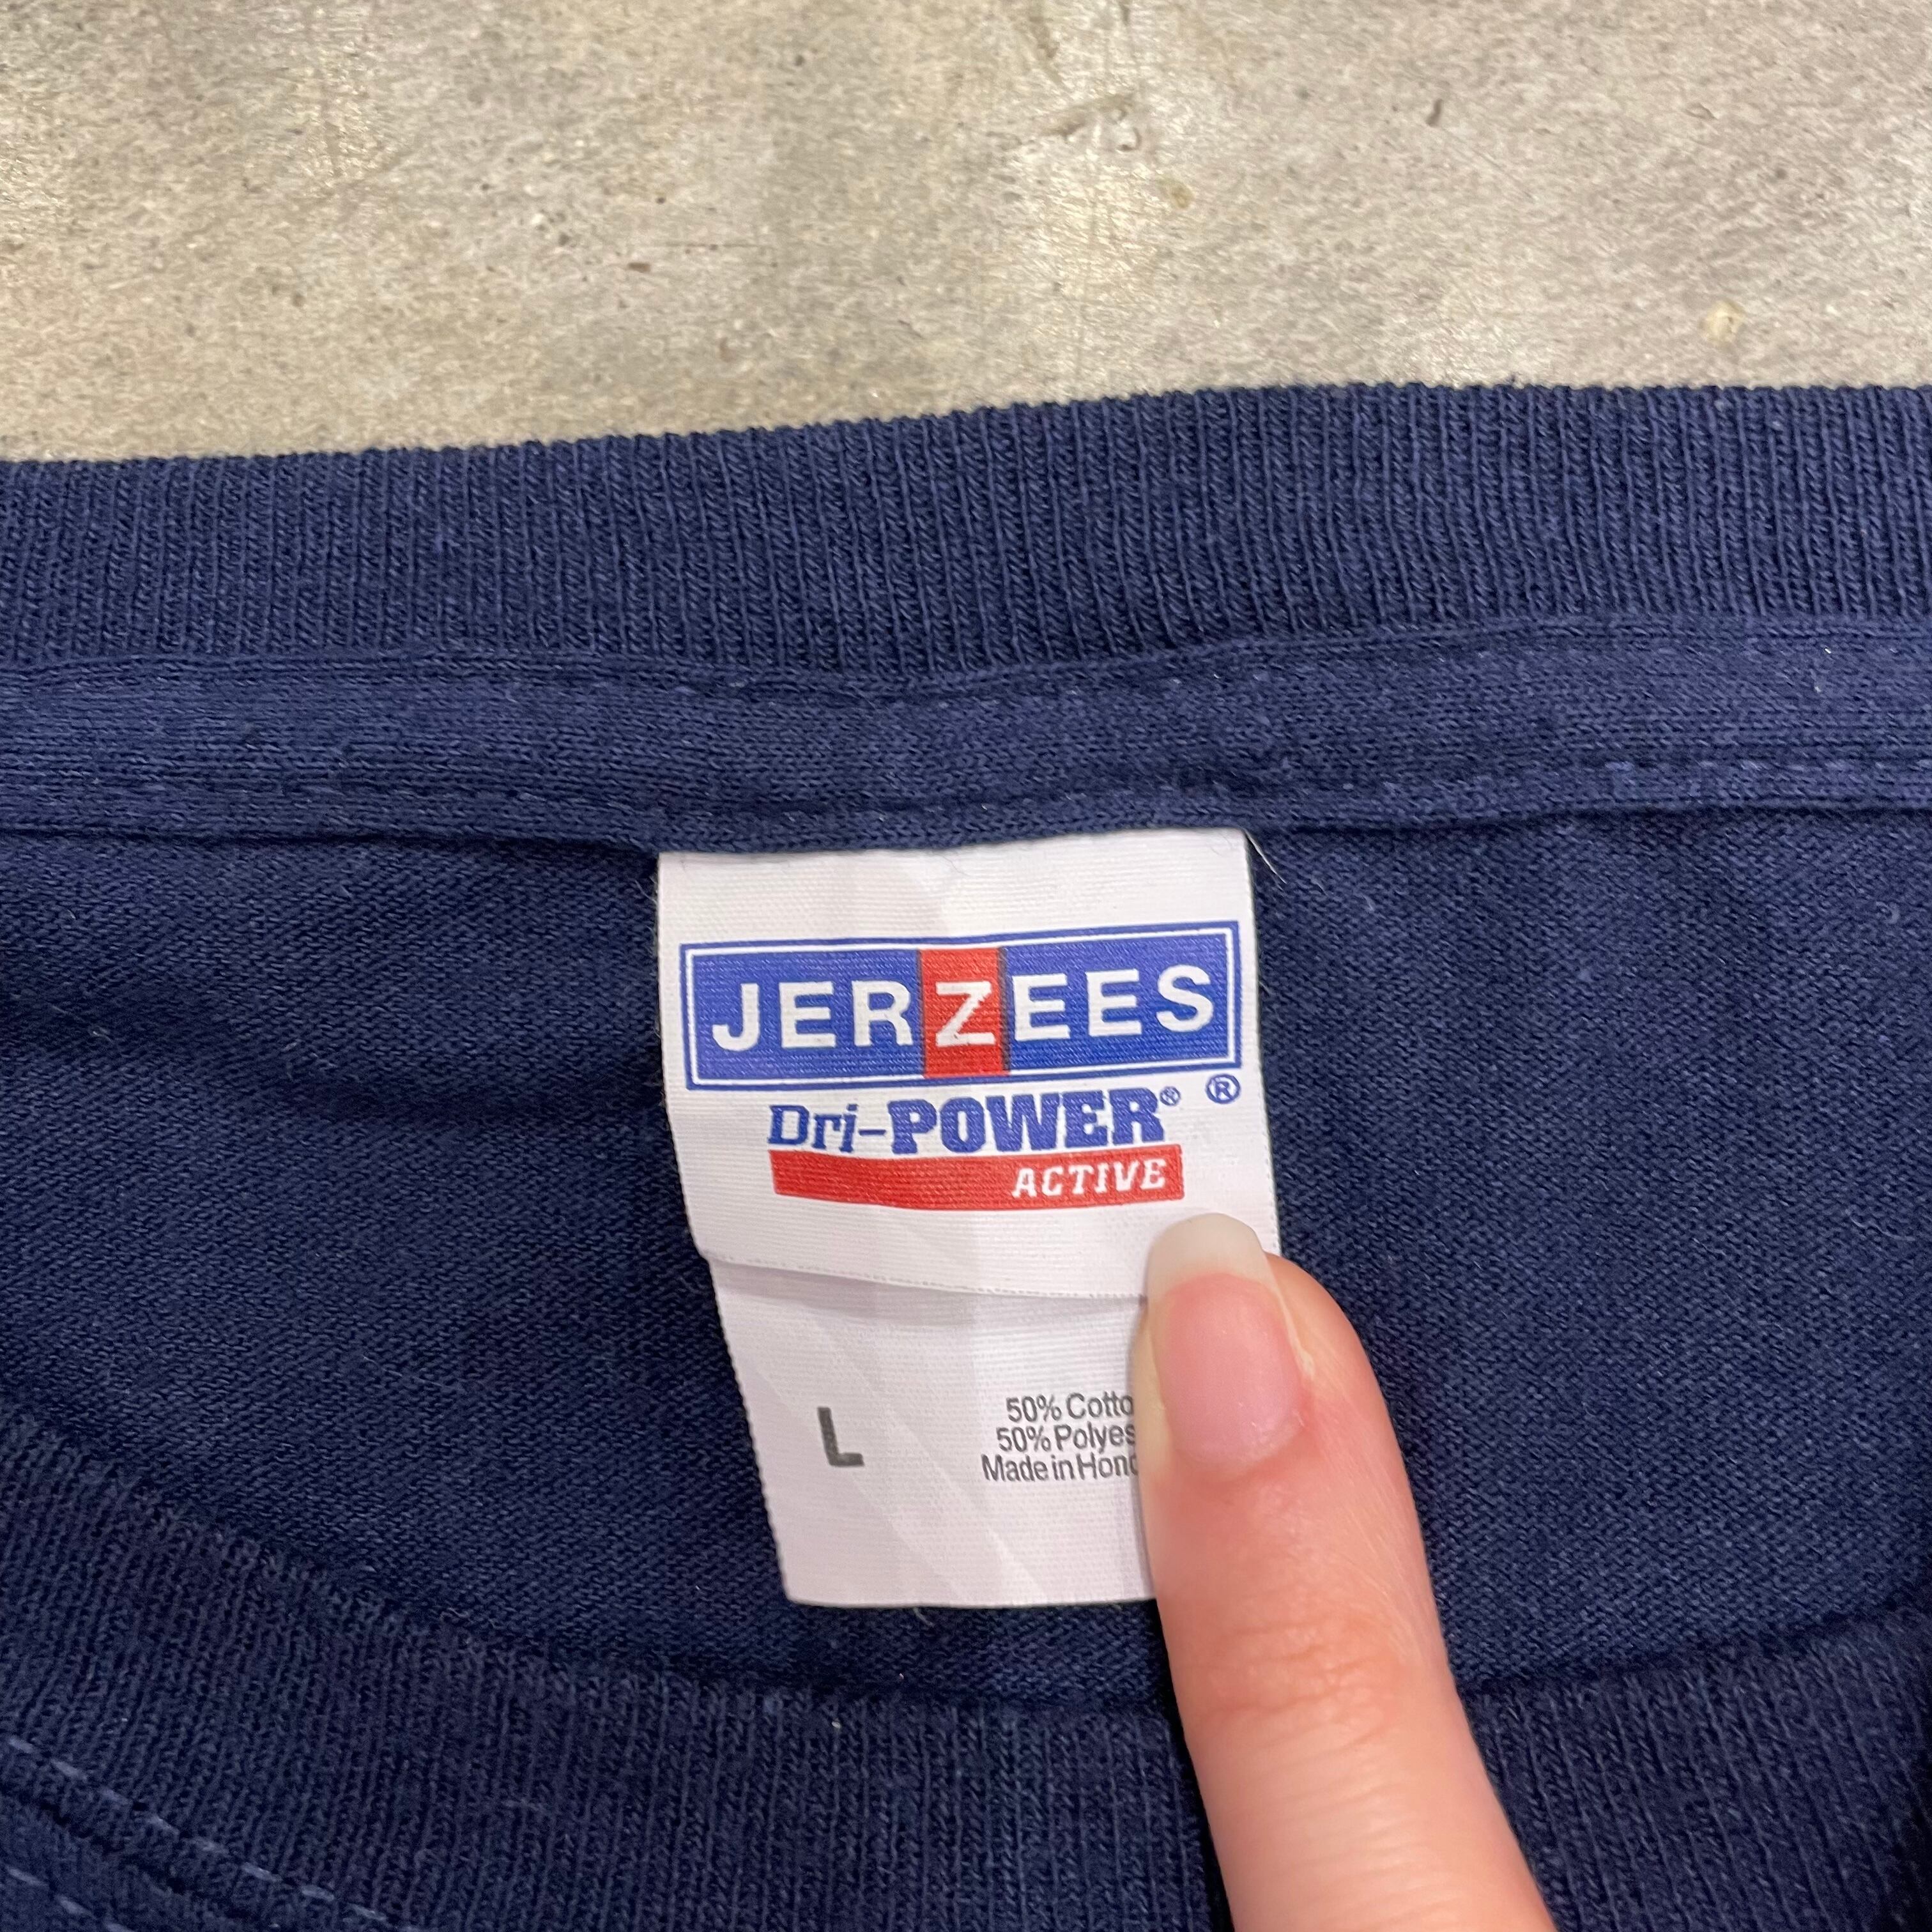 JERZEES
®
Dri-POWER®
ACTIVE
L
50% Cotto
50% Polyes
Made in Hond